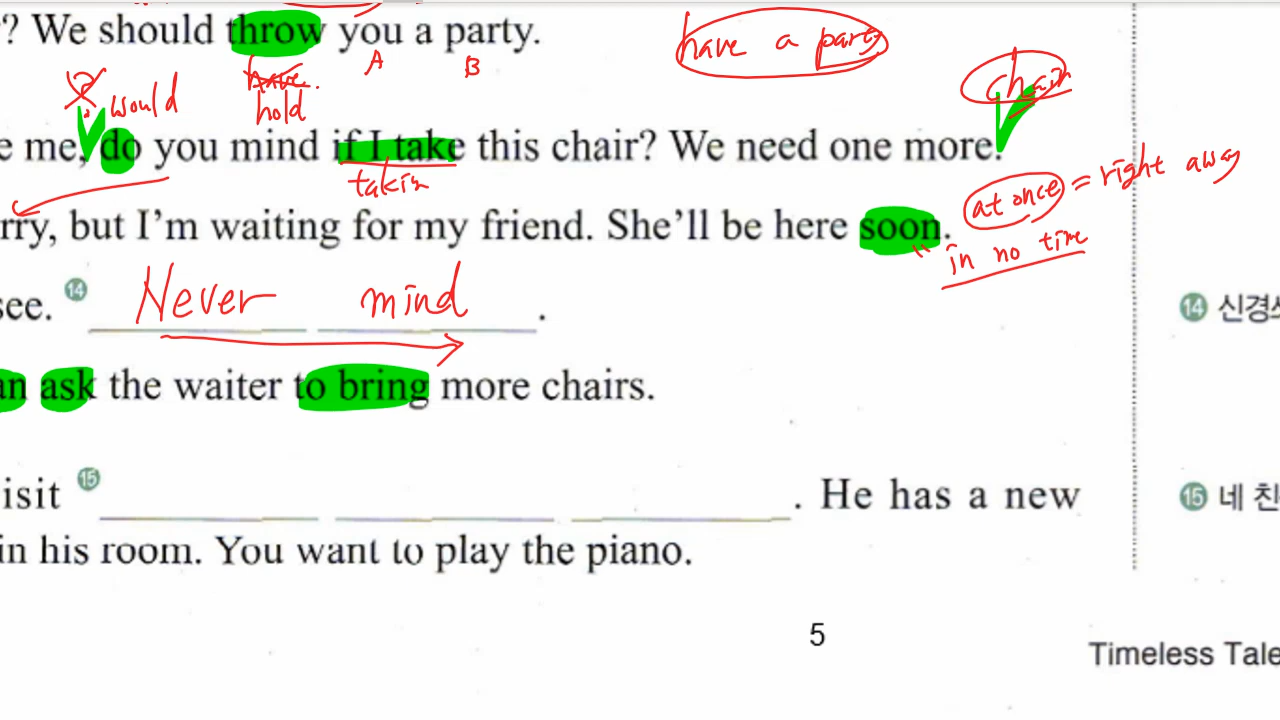 ? We should throw you a party.
have a party
A
B
have.
hold
would
chair
e me, do you mind if I take this chair? We need one more.
takin
at once = right away
rry, but I'm waiting for my friend. She'll be here soon.
" in no time
see. ⑭ Never mind .
⑭ 신경쓰
an ask the waiter to bring more chairs.
isit ⑮ . He has a new
⑮ 네 친
in his room. You want to play the piano.
5
Timeless Tale